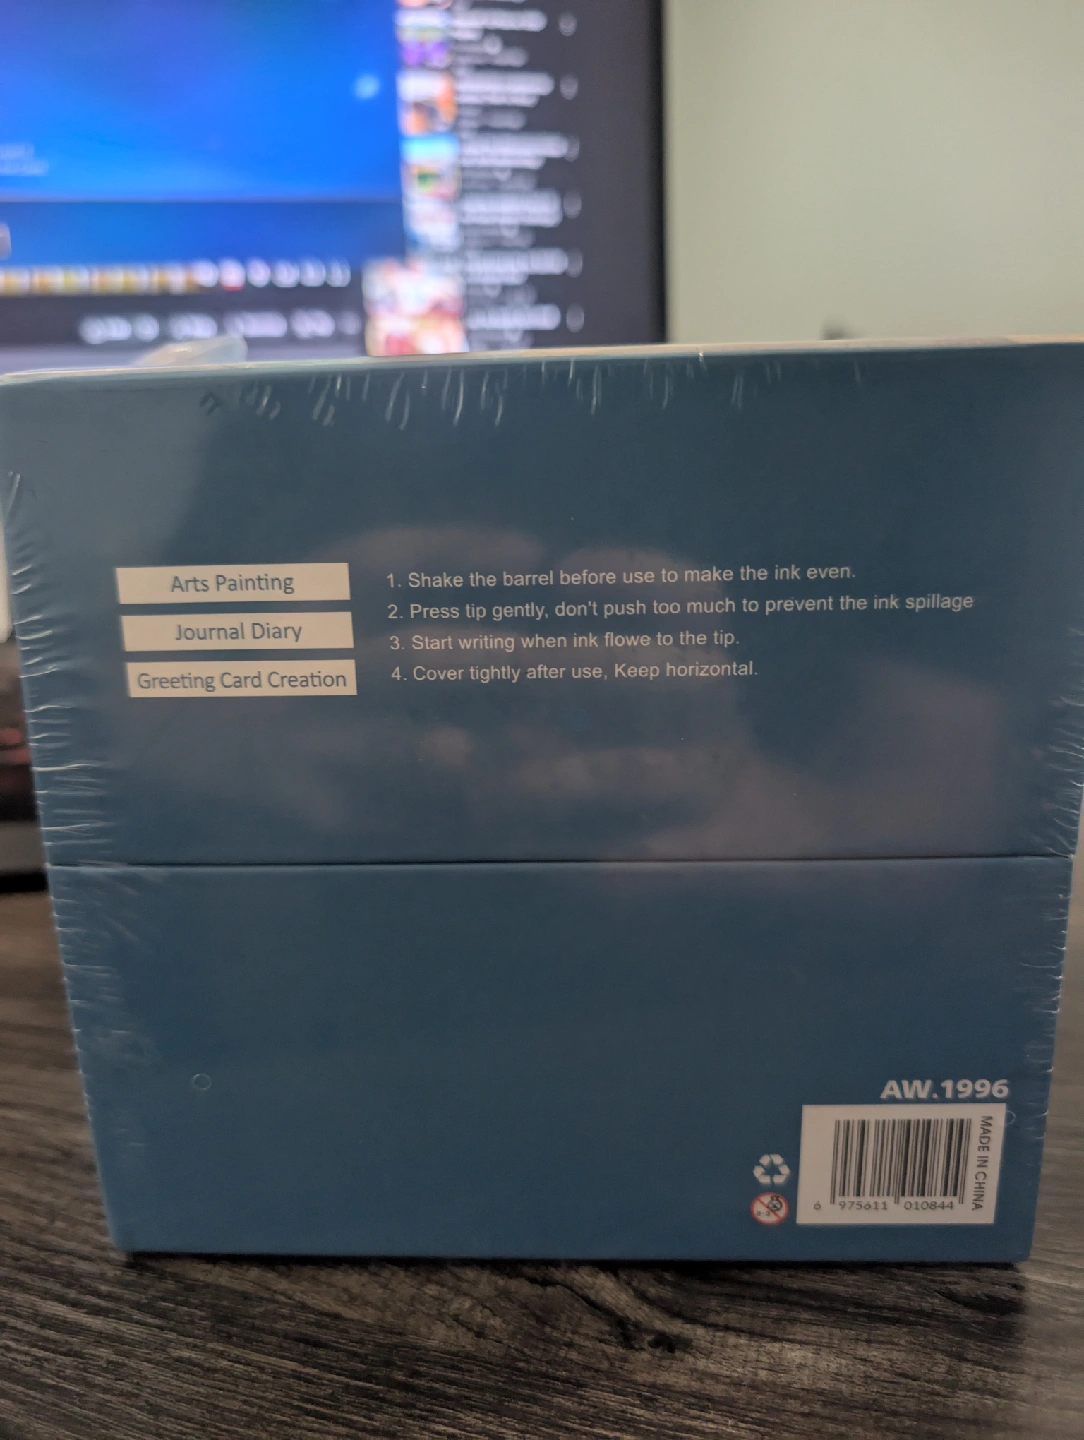 Arts Painting
Journal Diary
Greeting Card Creation
1. Shake the barrel before use to make the ink even.
2. Press tip gently, don't push too much to prevent the ink spillage
3. Start writing when ink flowe to the tip.
4. Cover tightly after use, Keep horizontal.
AW.1996
MADE IN CHINA
6 975611 010844